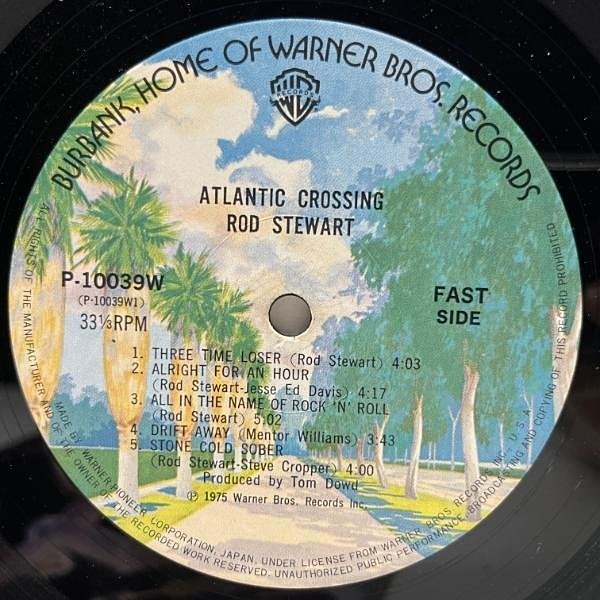 BURBANK, HOME OF WARNER BROS. RECORDS
WB
RECORDS
ATLANTIC CROSSING
ROD STEWART
P-10039W
(P-10039W1)
33⅓RPM
FAST
SIDE
1. THREE TIME LOSER (Rod Stewart) 4:03
2. ALRIGHT FOR AN HOUR
(Rod Stewart-Jesse Ed Davis) 4:17
3. ALL IN THE NAME OF ROCK 'N' ROLL
(Rod Stewart) 5:02
4. DRIFT AWAY (Mentor Williams) 3:43
5. STONE COLD SOBER
(Rod Stewart-Steve Cropper) 4:00
Produced by Tom Dowd
℗ 1975 Warner Bros. Records Inc.
MADE BY WARNER-PIONEER CORPORATION, JAPAN, UNDER LICENSE FROM WARNER BROS RECORDS INC., U.S.A.
ALL RIGHTS OF THE MANUFACTURER AND OF THE OWNER OF THE RECORDED WORK RESERVED. UNAUTHORIZED PUBLIC PERFORMANCE, BROADCASTING AND COPYING OF THIS RECORD PROHIBITED